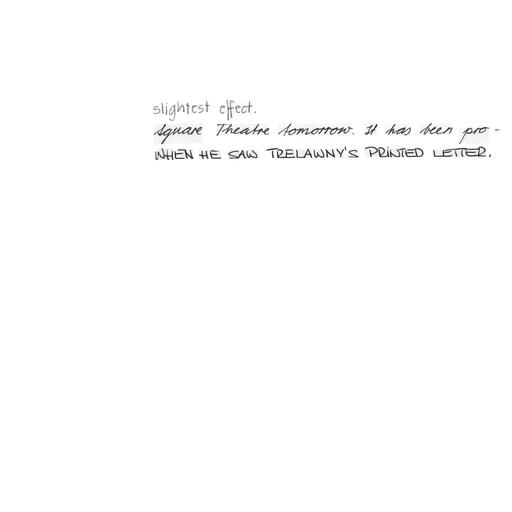 slightest effect.
Square Theatre tomorrow. It has been pro-
WHEN HE SAW TRELAWNY'S PRINTED LETTER,